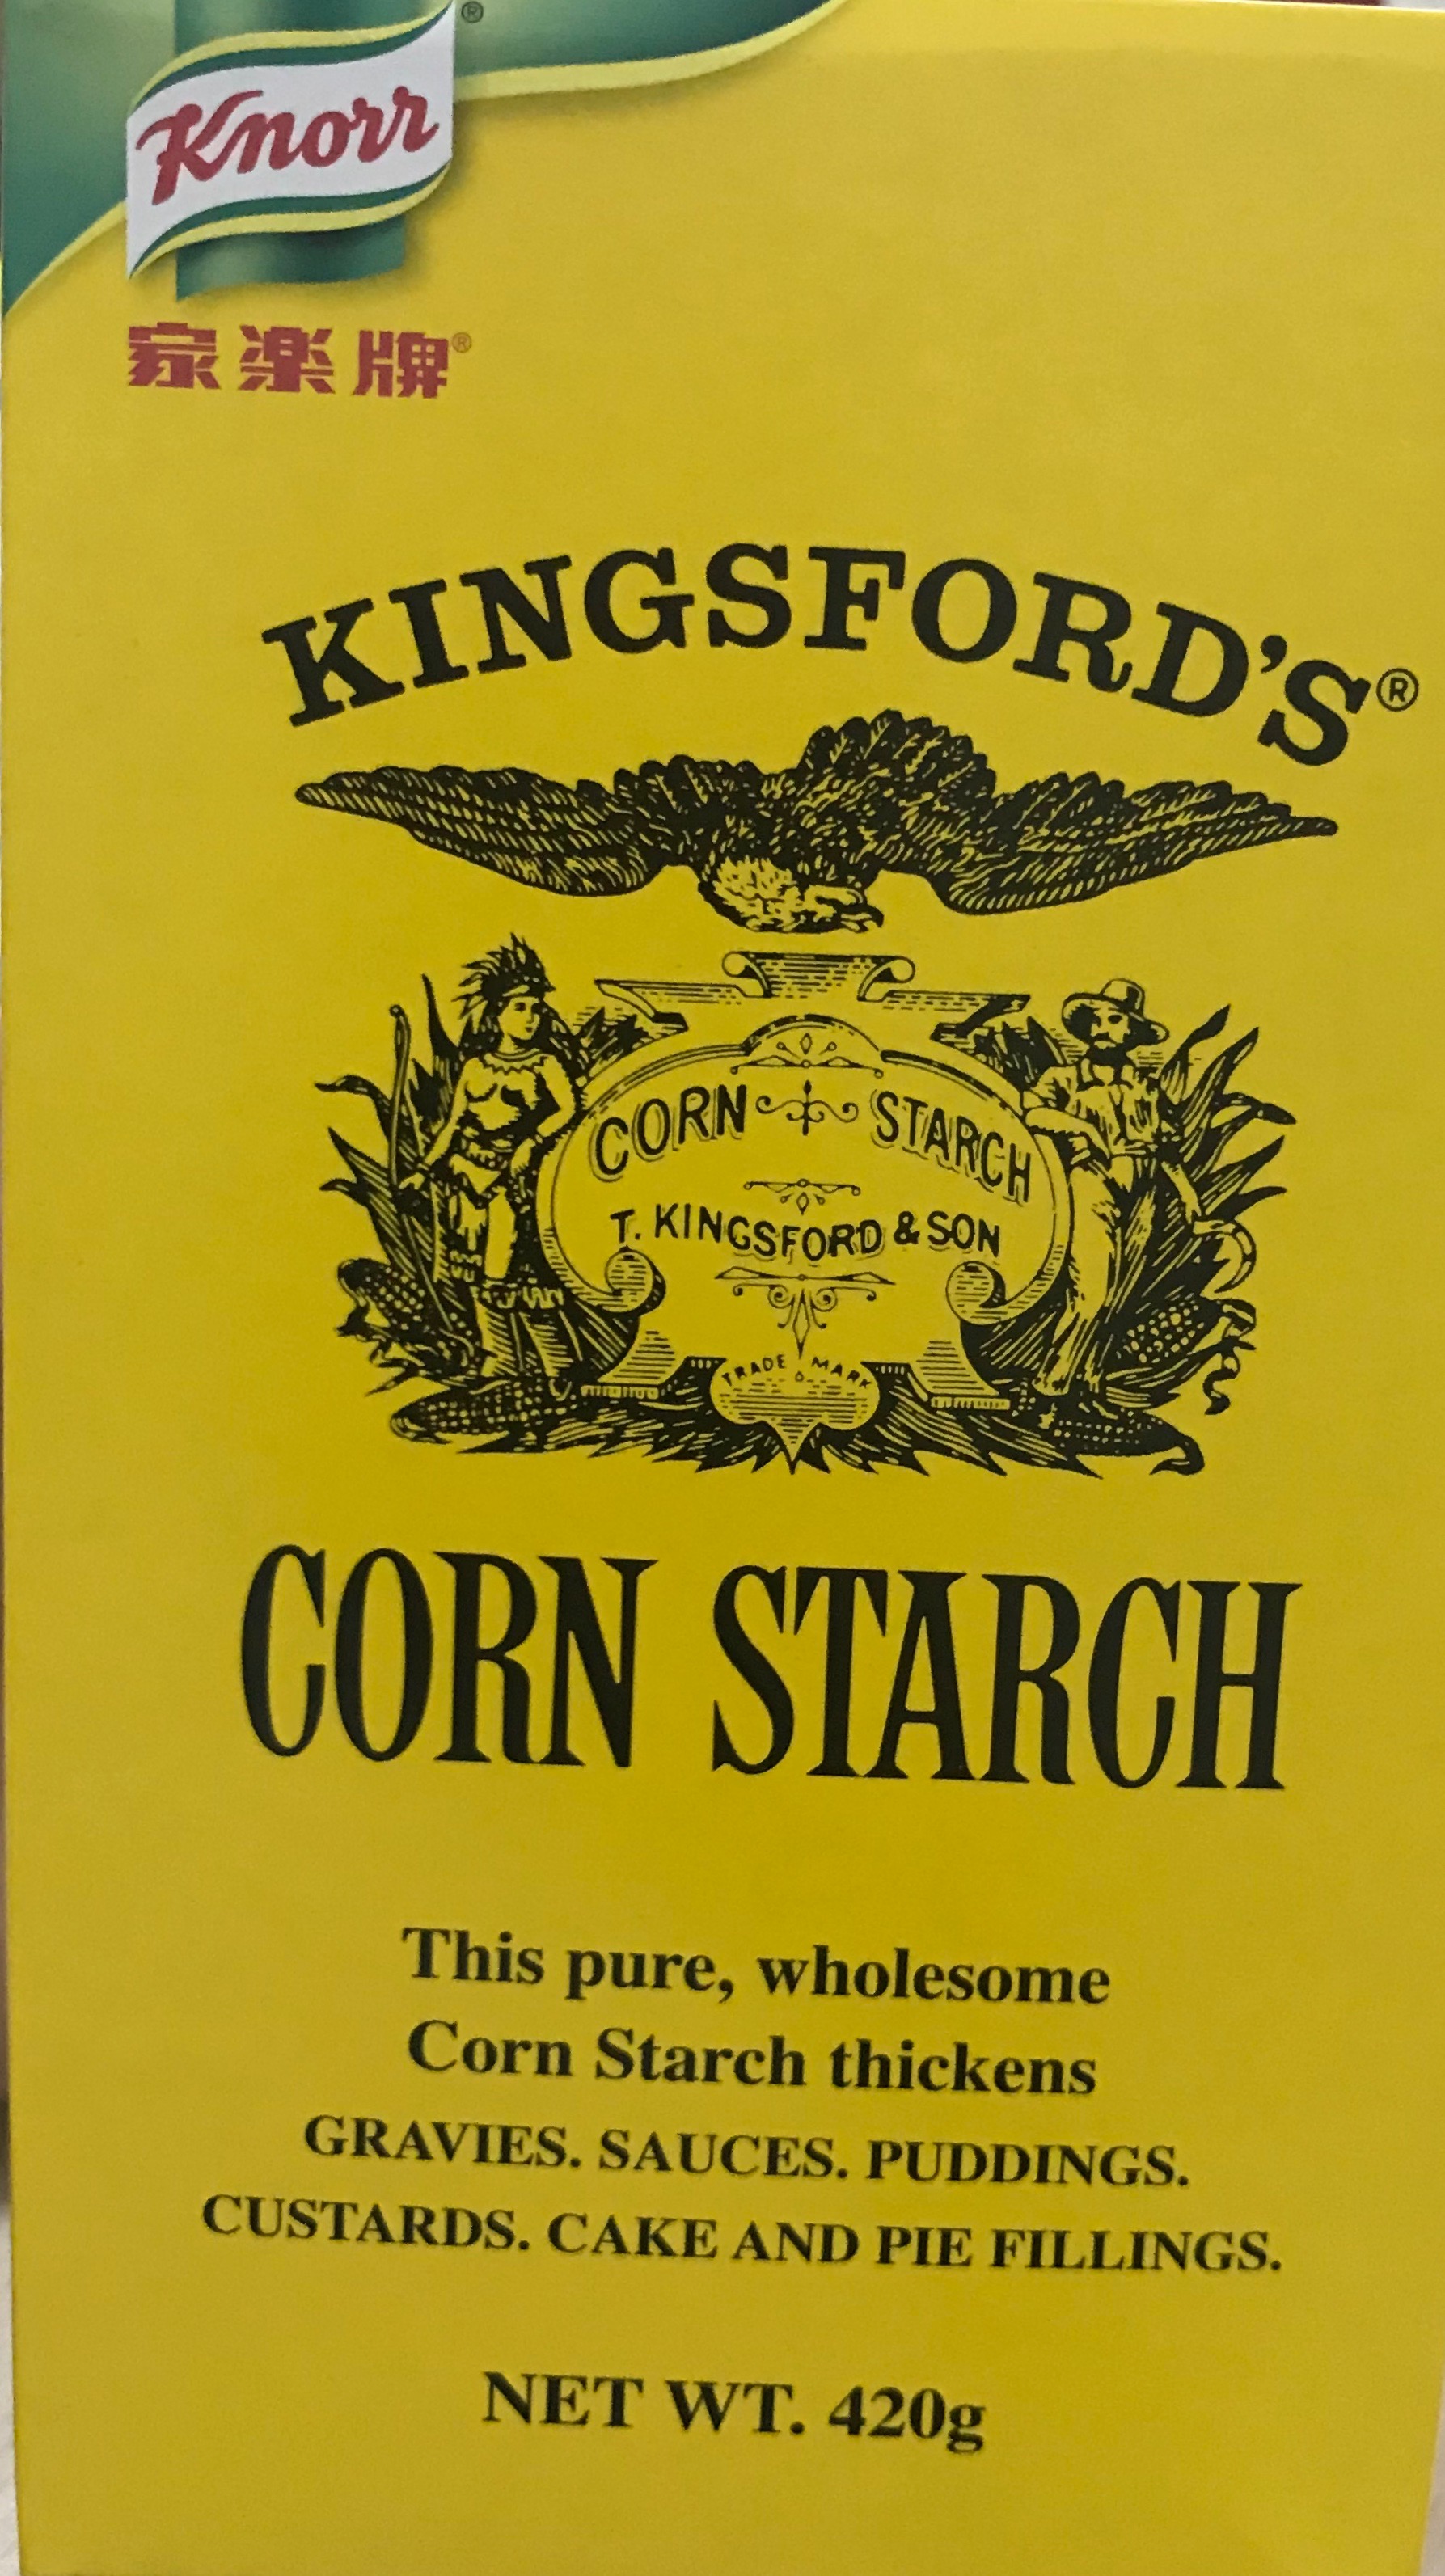 Knorr®
家楽牌®
KINGSFORD'S®
CORN STARCH
T. KINGSFORD & SON
TRADE MARK
CORN STARCH
This pure, wholesome
Corn Starch thickens
GRAVIES. SAUCES. PUDDINGS.
CUSTARDS. CAKE AND PIE FILLINGS.
NET WT. 420g